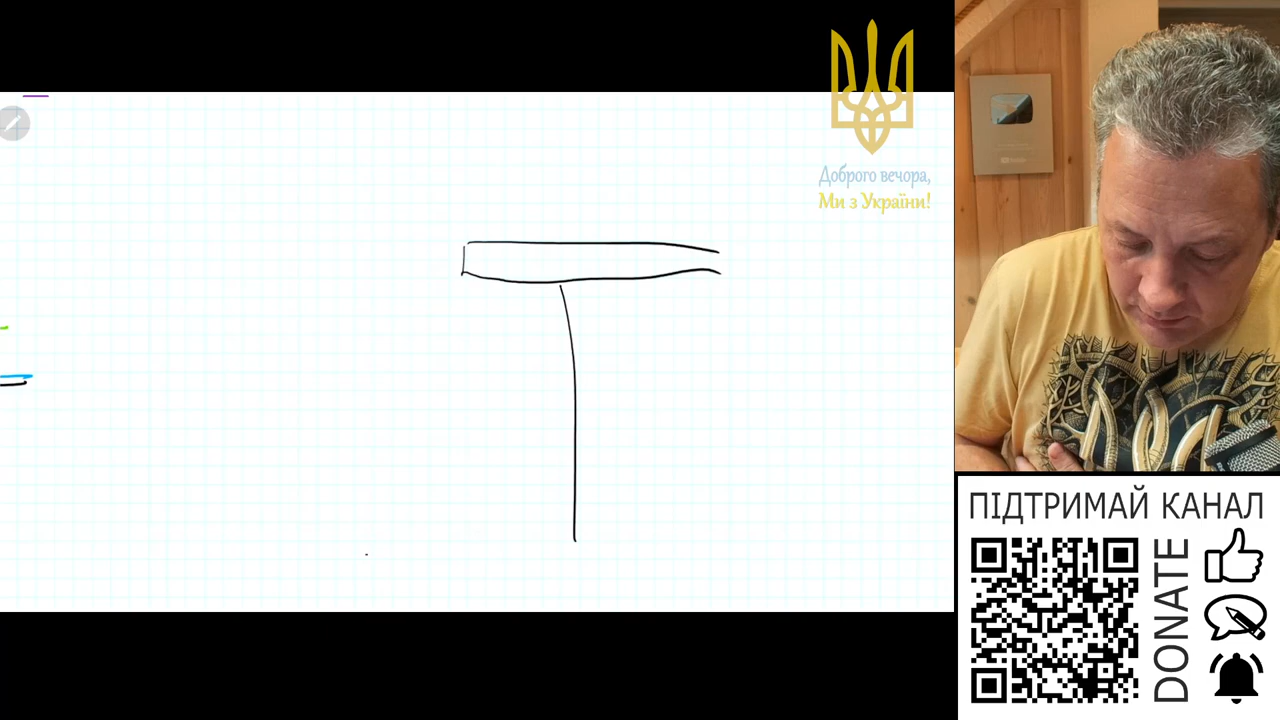 Доброго вечора,
Ми з України!
ПІДТРИМАЙ КАНАЛ
DONATE